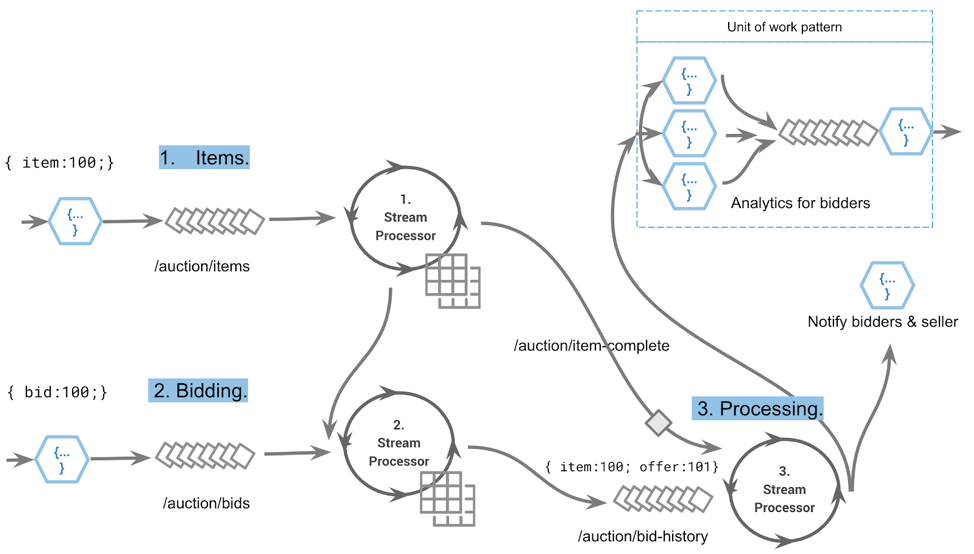 Unit of work pattern
{...
}
{...
}
{...
}
{...
}
Analytics for bidders
{ item:100;}
1. Items.
{...
}
/auction/items
1.
Stream
Processor
{...
}
Notify bidders & seller
/auction/item-complete
{ bid:100;}
2. Bidding.
{...
}
/auction/bids
2.
Stream
Processor
3. Processing.
{ item:100; offer:101}
/auction/bid-history
3.
Stream
Processor